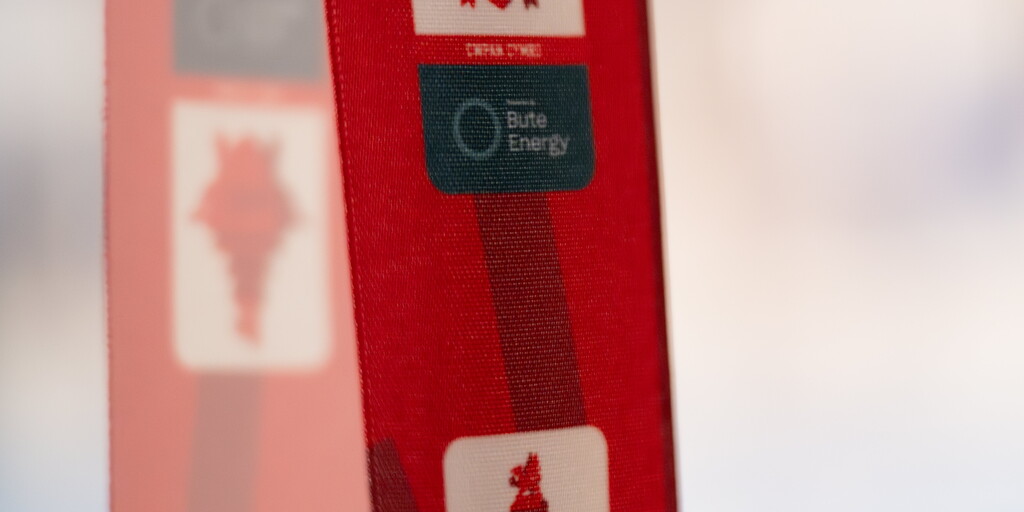 CWPAN CYMRU
Bute
Energy